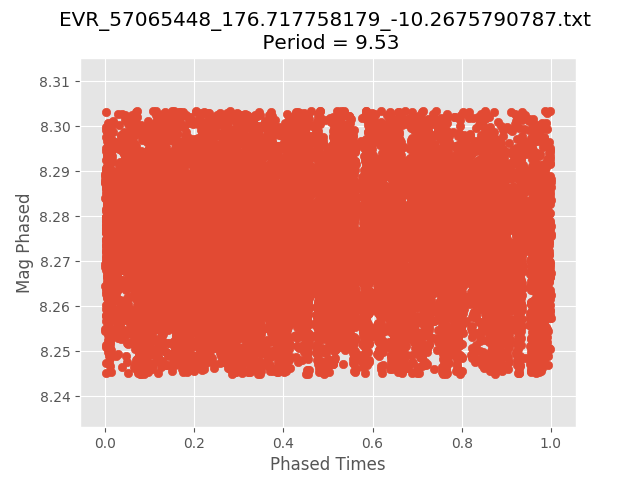 EVR_57065448_176.717758179_-10.2675790787.txt
Period = 9.53
8.31
8.30
8.29
8.28
8.27
8.26
8.25
8.24
Mag Phased
0.0 0.2 0.4 0.6 0.8 1.0
Phased Times